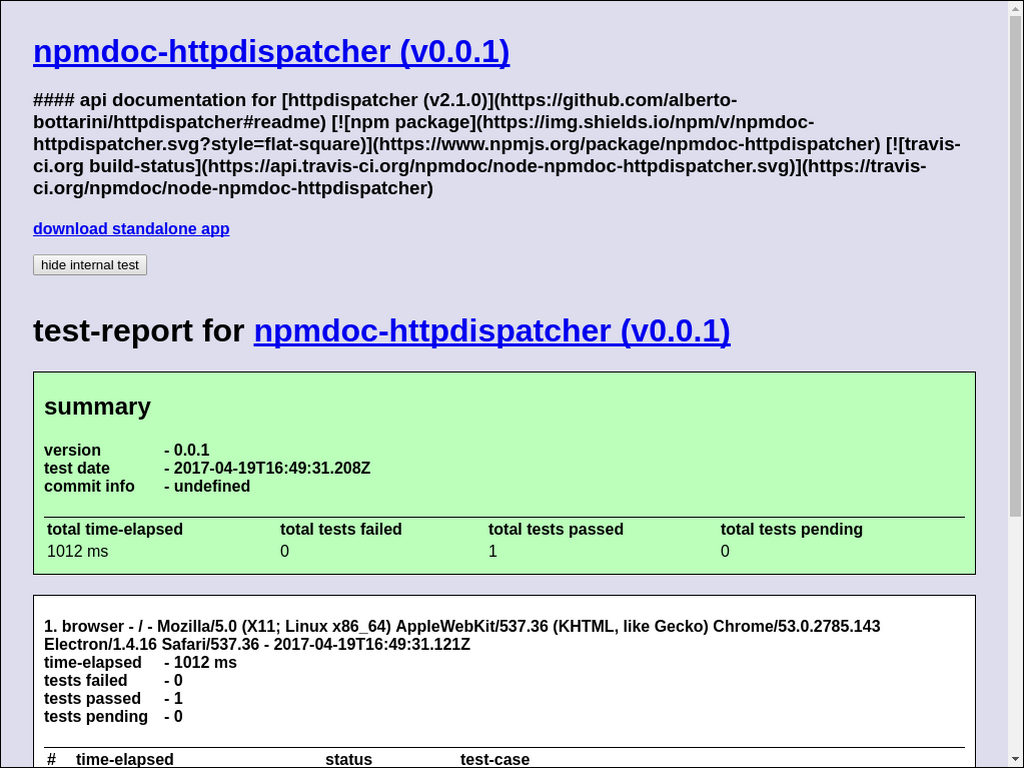 npmdoc-httpdispatcher (v0.0.1)
#### api documentation for [httpdispatcher (v2.1.0)](https://github.com/alberto-
bottarini/httpdispatcher#readme) [![npm package](https://img.shields.io/npm/v/npmdoc-
httpdispatcher.svg?style=flat-square)](https://www.npmjs.org/package/npmdoc-httpdispatcher) [![travis-
ci.org build-status](https://api.travis-ci.org/npmdoc/node-npmdoc-httpdispatcher.svg)](https://travis-
ci.org/npmdoc/node-npmdoc-httpdispatcher)
download standalone app
hide internal test
test-report for npmdoc-httpdispatcher (v0.0.1)
summary
version - 0.0.1
test date - 2017-04-19T16:49:31.208Z
commit info - undefined
total time-elapsed total tests failed total tests passed total tests pending
1012 ms 0 1 0
1. browser - / - Mozilla/5.0 (X11; Linux x86_64) AppleWebKit/537.36 (KHTML, like Gecko) Chrome/53.0.2785.143
Electron/1.4.16 Safari/537.36 - 2017-04-19T16:49:31.121Z
time-elapsed - 1012 ms
tests failed - 0
tests passed - 1
tests pending - 0
# time-elapsed status test-case